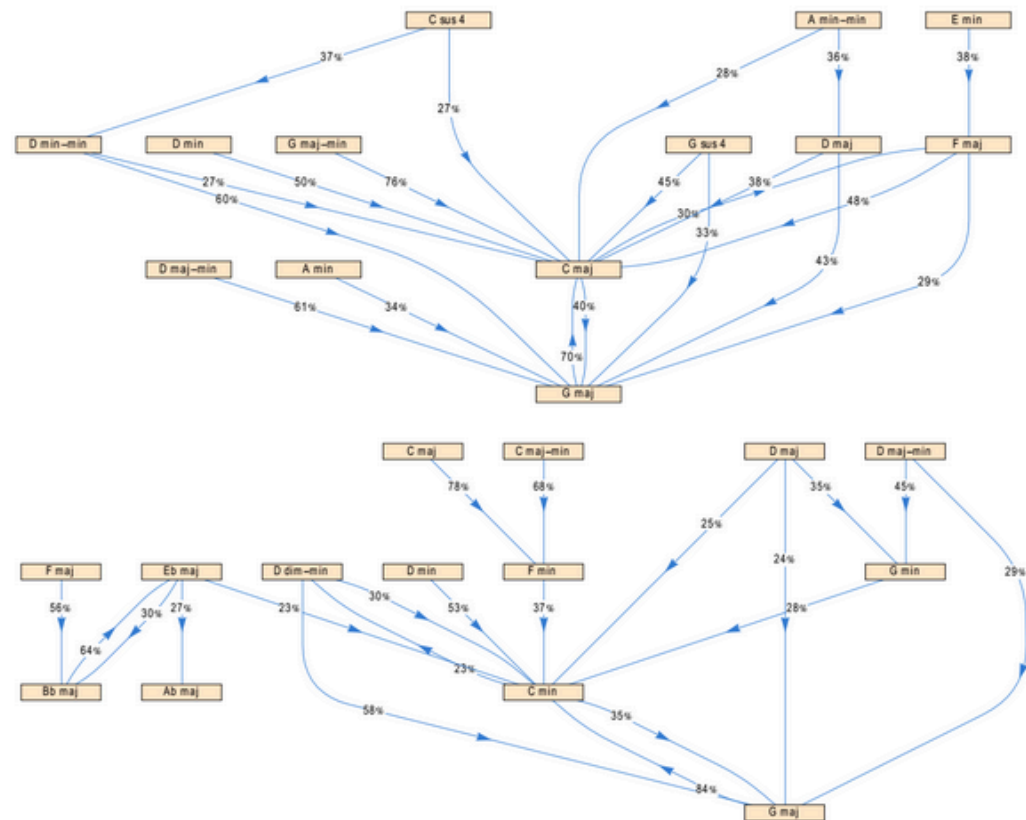 C sus 4
A min-min
E min
37%
36%
38%
28%
27%
D min-min
D min
G maj-min
G sus 4
D maj
F maj
27%
50%
76%
45%
38%
60%
30%
48%
33%
D maj-min
A min
C maj
43%
29%
61%
34%
40%
70%
G maj
C maj
C maj-min
D maj
D maj-min
78%
68%
35%
45%
25%
24%
F maj
Eb maj
D dim-min
D min
F min
G min
29%
56%
30%
27%
23%
30%
53%
37%
28%
64%
23%
Bb maj
Ab maj
C min
58%
35%
84%
G maj